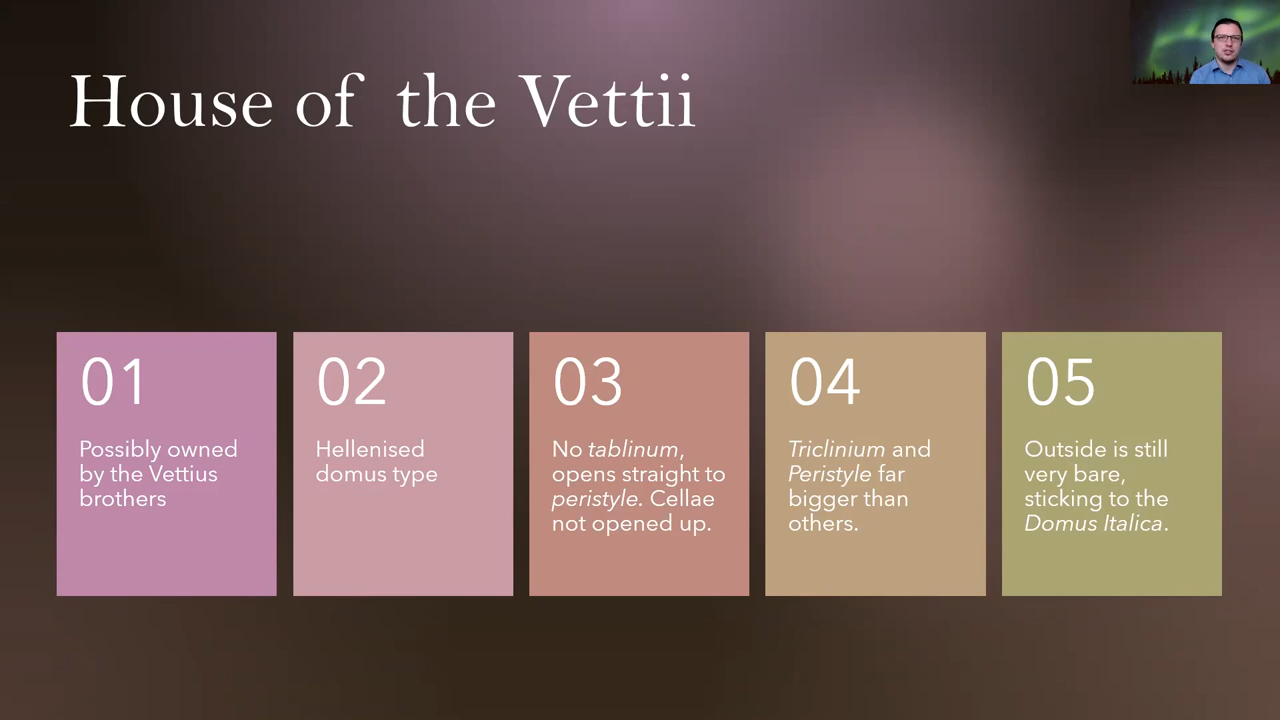 House of  the Vettii
01
Possibly owned
by the Vettius
brothers
02
Hellenised
domus type
03
No tablinum,
opens straight to
peristyle. Cellae
not opened up.
04
Triclinium and
Peristyle far
bigger than
others.
05
Outside is still
very bare,
sticking to the
Domus Italica.